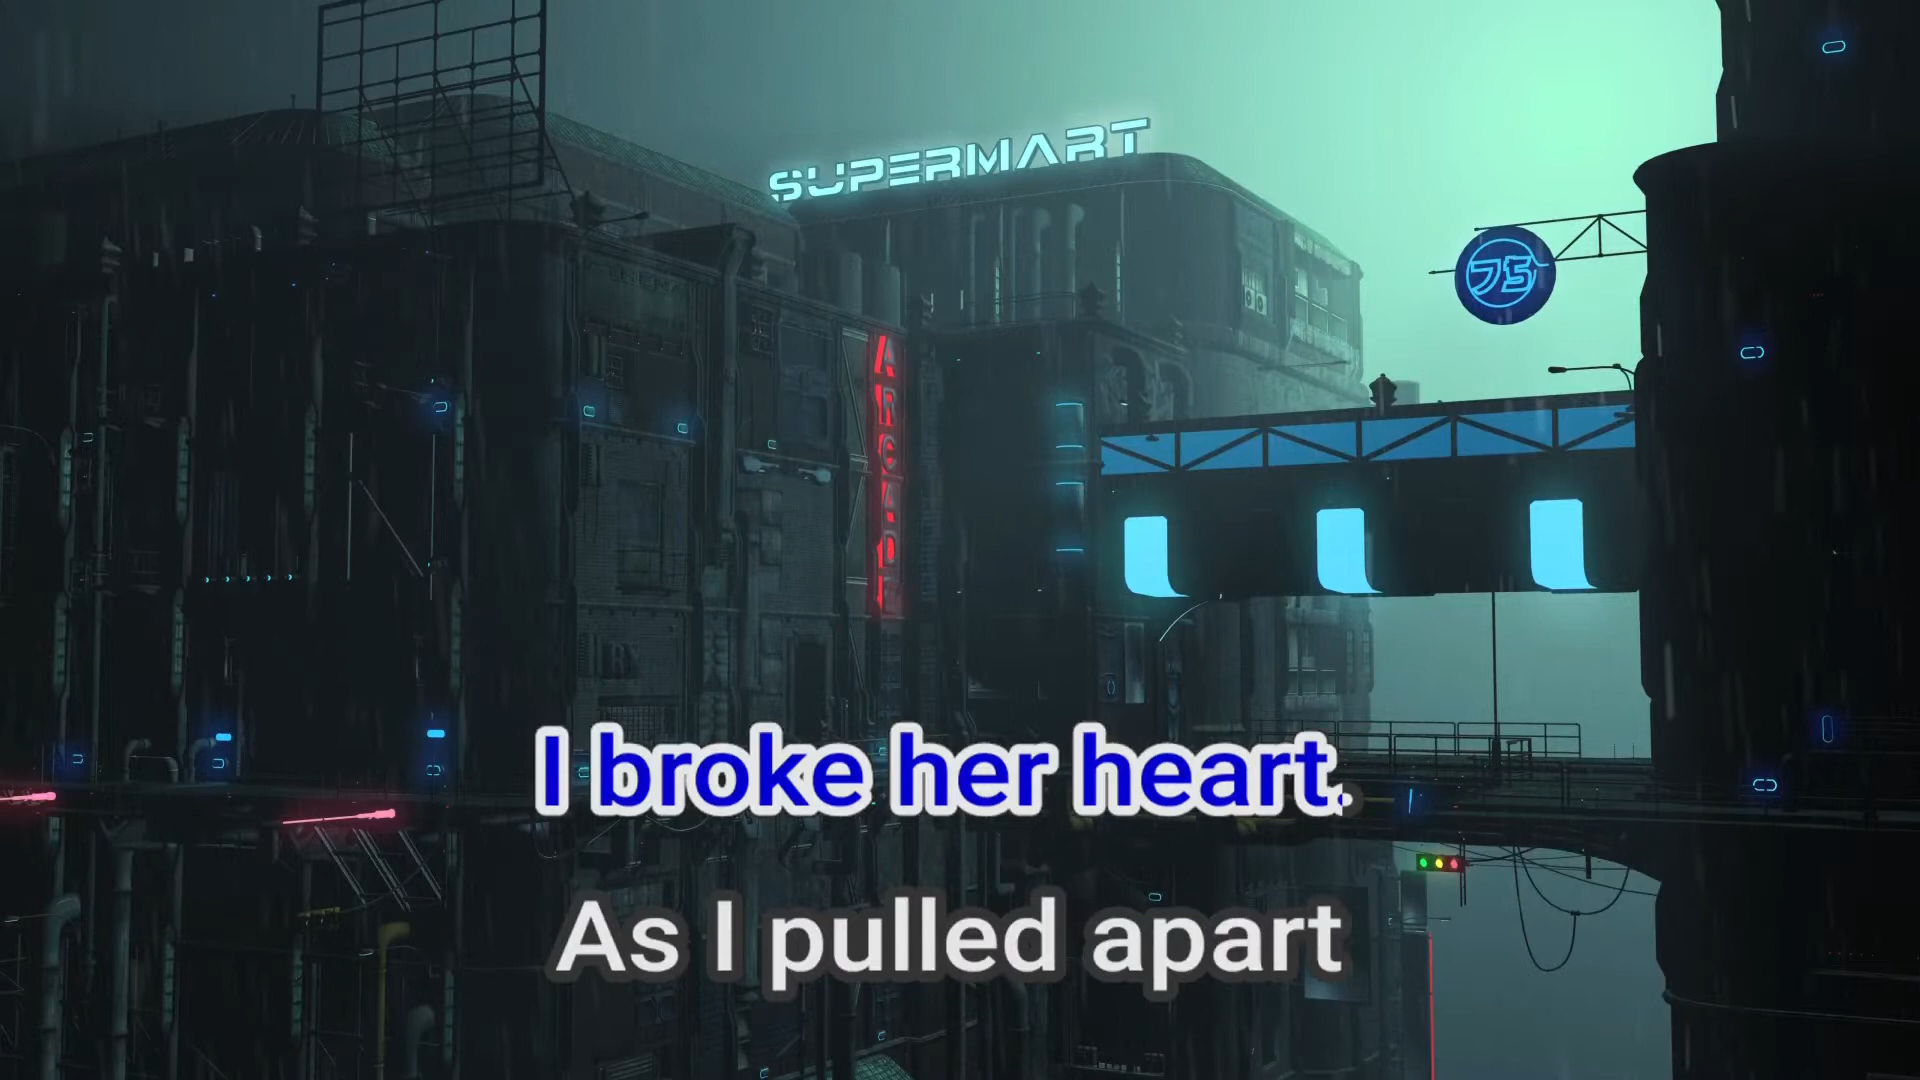 SUPERMART
75
ARCADE
I broke her heart.
As I pulled apart